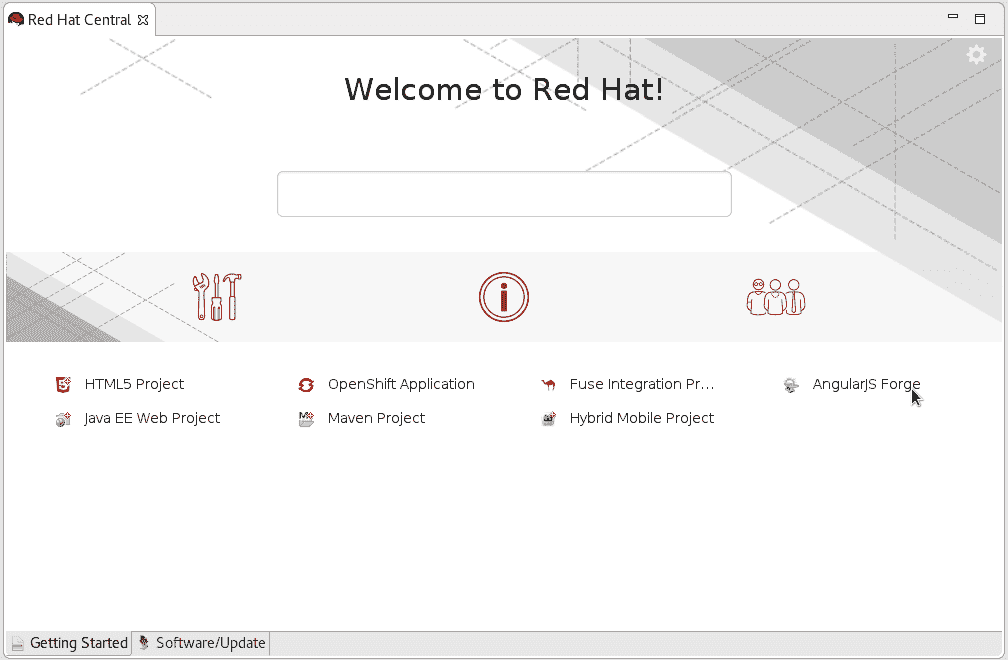 Red Hat Central
Welcome to Red Hat!
HTML5 Project
OpenShift Application
Fuse Integration Pr...
AngularJS Forge
Java EE Web Project
Maven Project
Hybrid Mobile Project
Getting Started
Software/Update